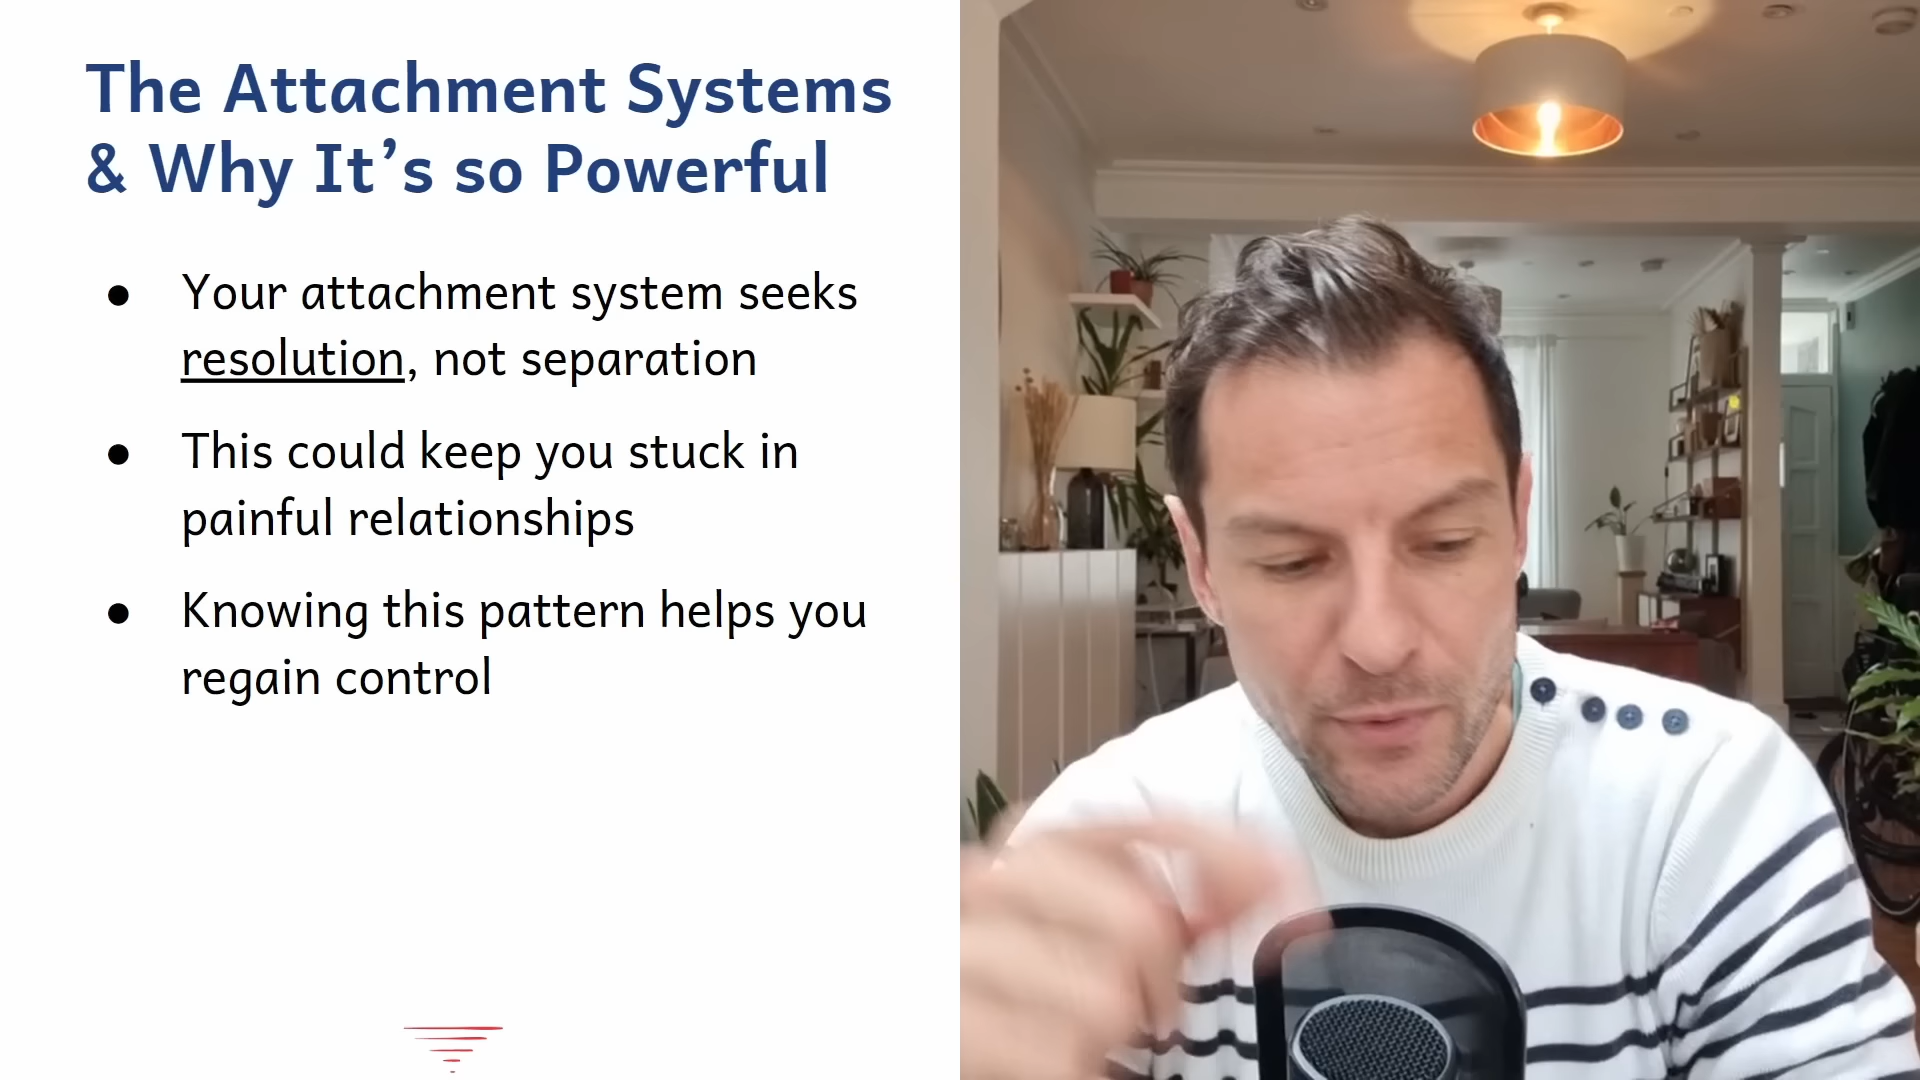 The Attachment Systems
& Why It’s so Powerful
● Your attachment system seeks
resolution, not separation
● This could keep you stuck in
painful relationships
● Knowing this pattern helps you
regain control